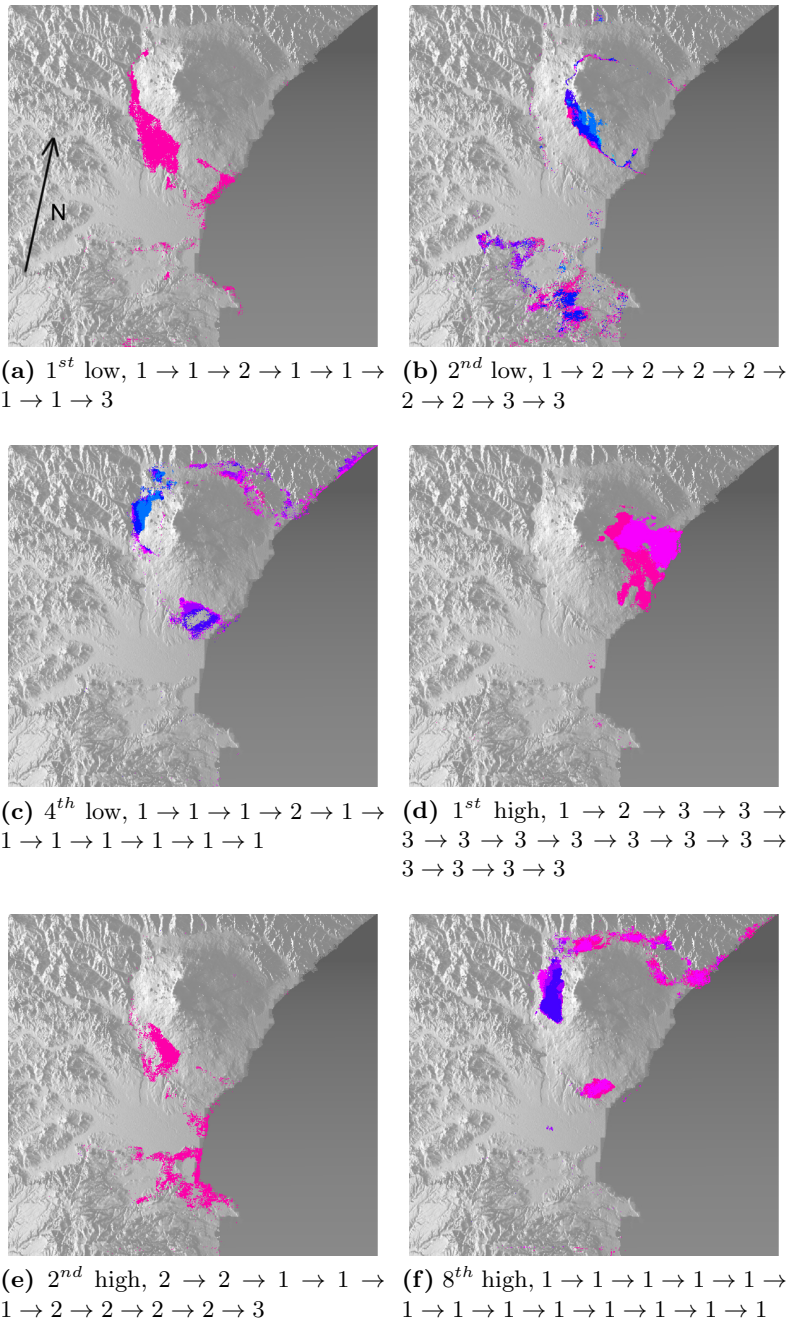 N
(a) 1st low, 1 → 1 → 2 → 1 → 1 →
1 → 1 → 3
(b) 2nd low, 1 → 2 → 2 → 2 → 2 →
2 → 2 → 3 → 3
(c) 4th low, 1 → 1 → 1 → 2 → 1 →
1 → 1 → 1 → 1 → 1 → 1
(d) 1st high, 1 → 2 → 3 → 3 →
3 → 3 → 3 → 3 → 3 → 3 → 3 →
3 → 3 → 3 → 3
(e) 2nd high, 2 → 2 → 1 → 1 →
1 → 2 → 2 → 2 → 2 → 3
(f) 8th high, 1 → 1 → 1 → 1 → 1 →
1 → 1 → 1 → 1 → 1 → 1 → 1 → 1